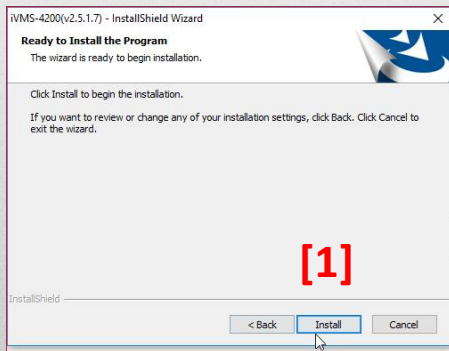 iVMS-4200(v2.5.1.7) - InstallShield Wizard
Ready to Install the Program
The wizard is ready to begin installation.
Click Install to begin the installation.
If you want to review or change any of your installation settings, click Back. Click Cancel to
exit the wizard.
[1]
InstallShield
< Back Install Cancel